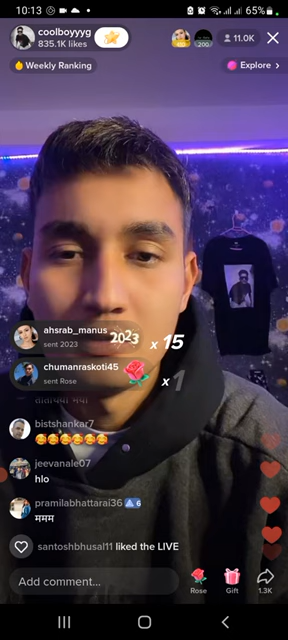 10:13
65%
coolboyyyg
835.1K likes
200
11.0K
Weekly Ranking
Explore >
ahsrab_manus
sent 2023
2023 x 15
chumanraskoti45
sent Rose
x 1
bistshankar7
jeevanale07
hlo
pramilabhattarai36 6
ममम
santoshbhusal11 liked the LIVE
Add comment...
Rose
Gift
1.3K